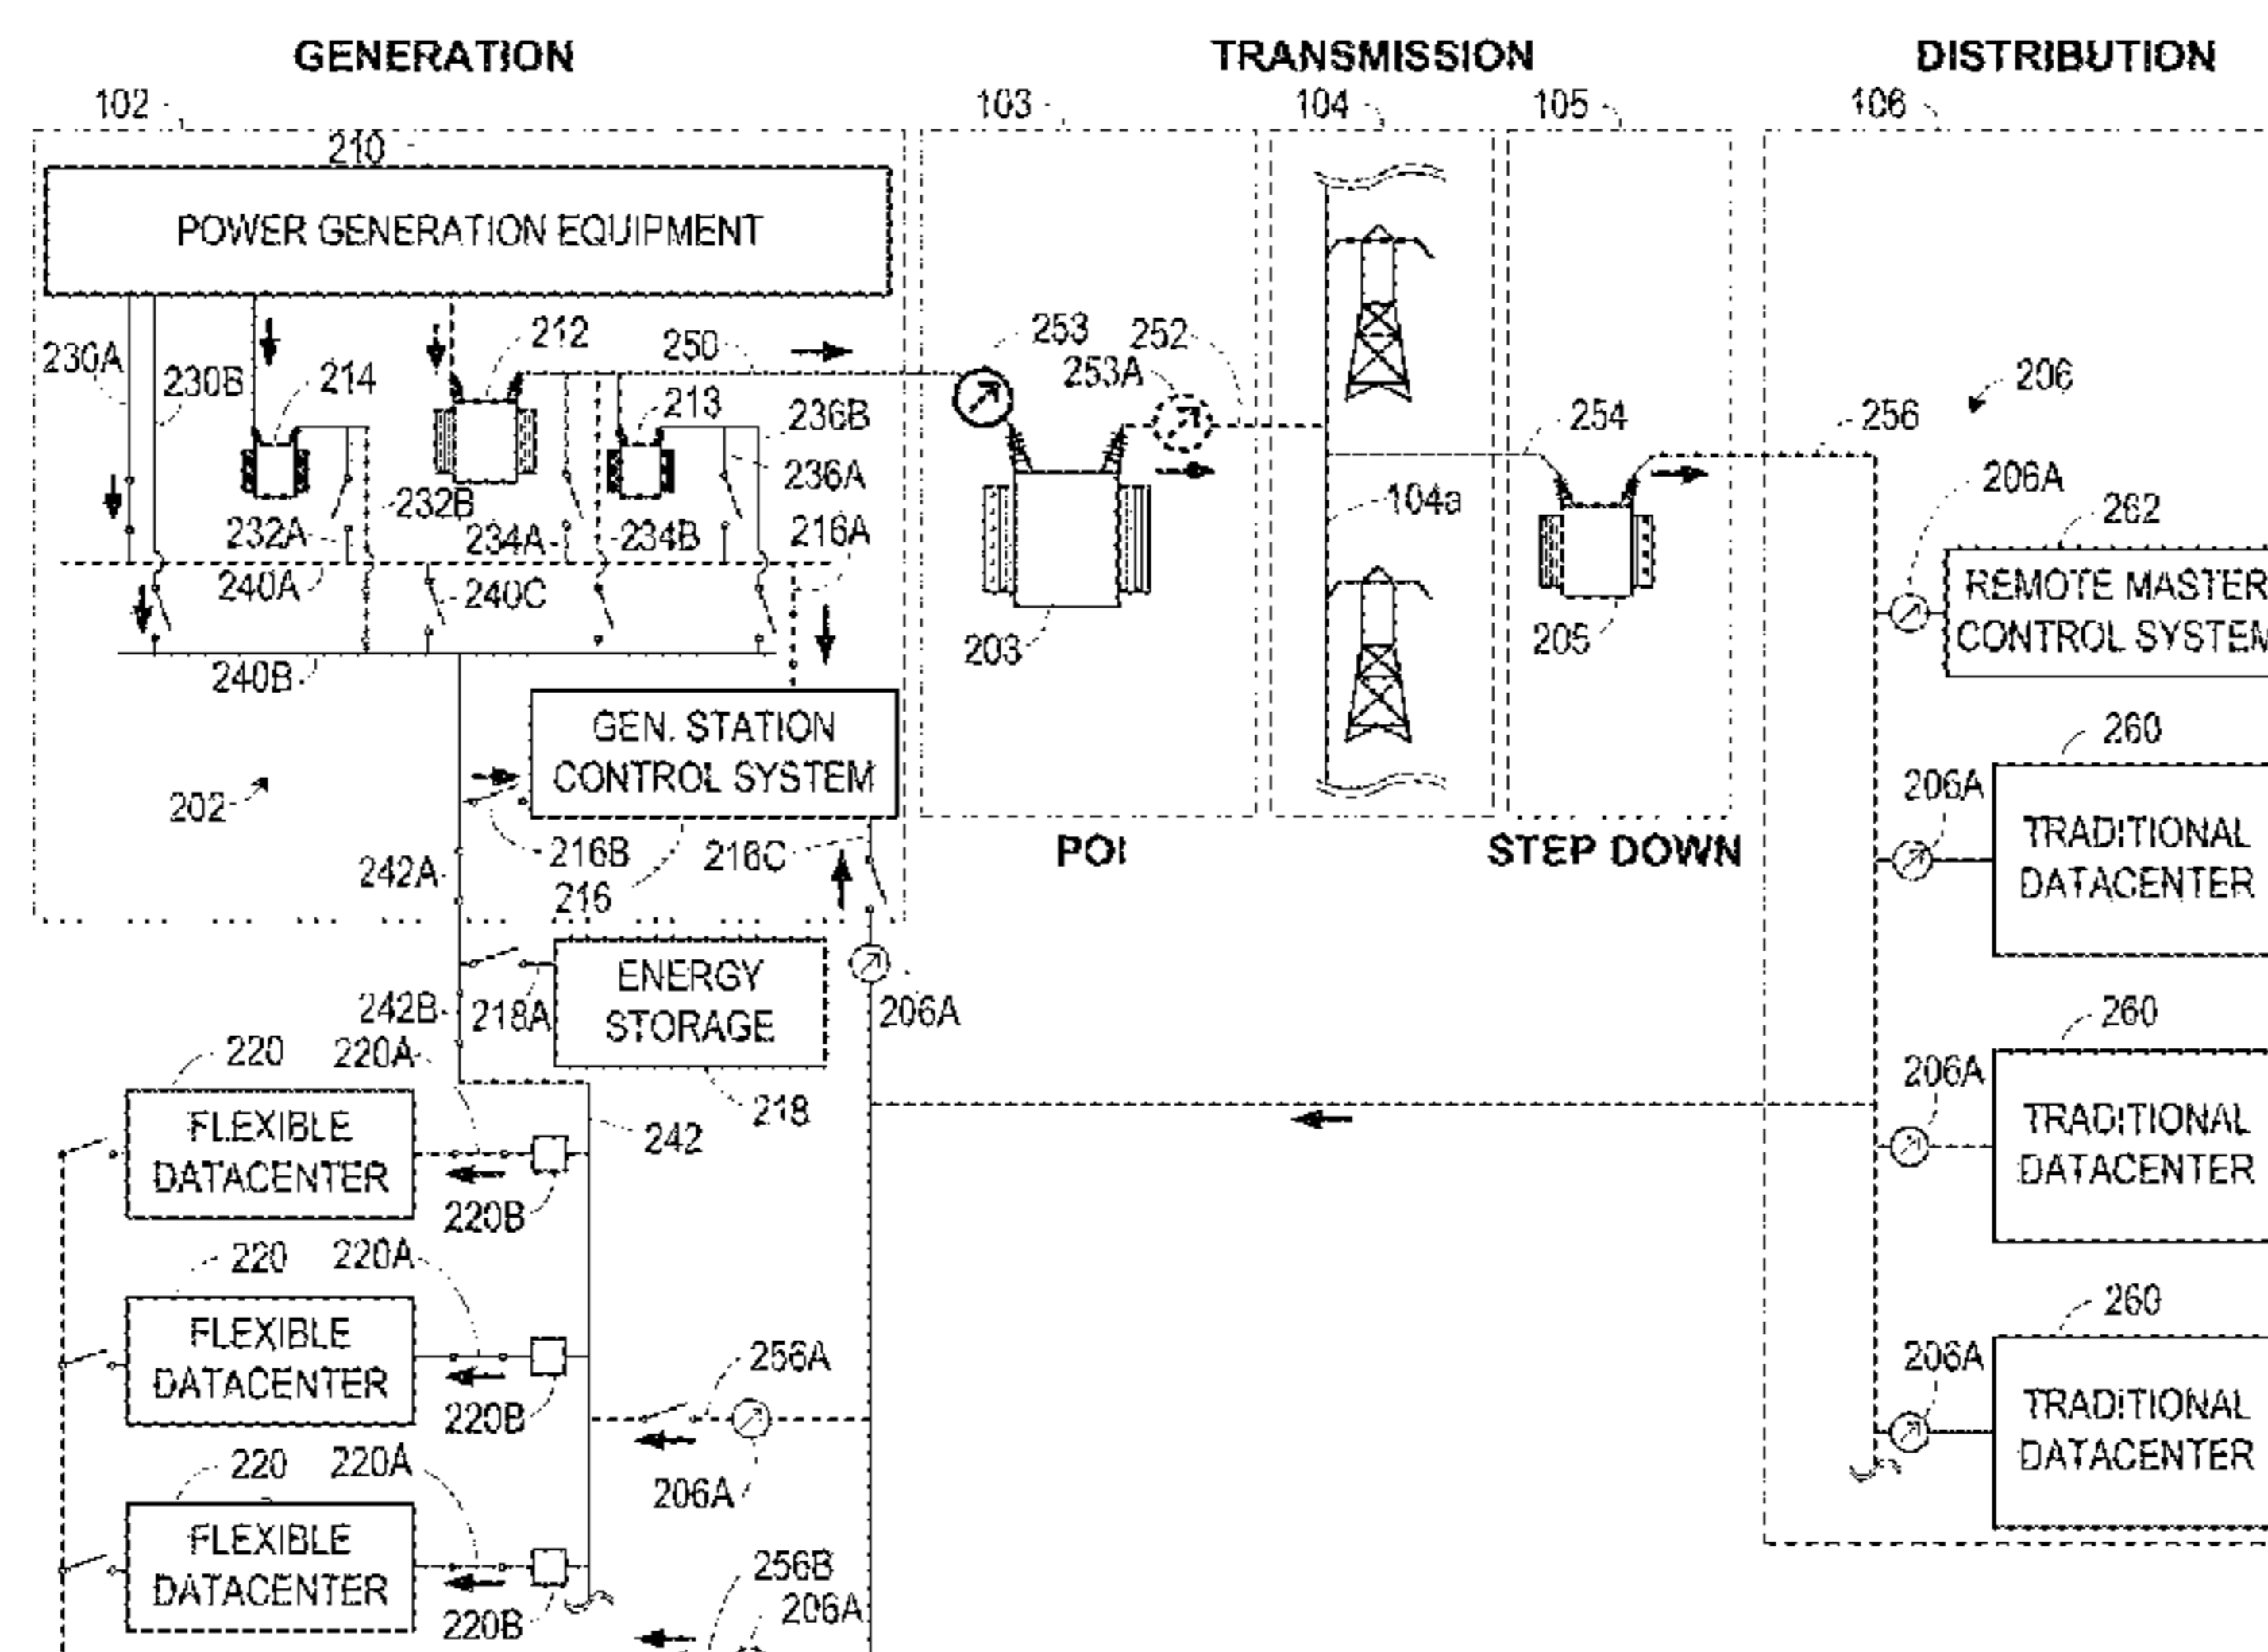 GENERATION
TRANSMISSION
DISTRIBUTION
102
103
104
105
106
210
POWER GENERATION EQUIPMENT
230A
230B
214
212
250
213
236B
236A
232B
232A
234A
234B
216A
240A
240C
240B
253
253A
252
203
104a
254
205
256
206
206A
262
REMOTE MASTER
CONTROL SYSTEM
GEN. STATION
CONTROL SYSTEM
202
216B
216C
216
242A
POI
STEP DOWN
260
206A
TRADITIONAL
DATACENTER
ENERGY
STORAGE
206A
242B
218A
218
220
220A
FLEXIBLE
DATACENTER
220B
242
260
206A
TRADITIONAL
DATACENTER
220
220A
FLEXIBLE
DATACENTER
220B
256A
206A
260
206A
TRADITIONAL
DATACENTER
220
220A
FLEXIBLE
DATACENTER
220B
256B
206A